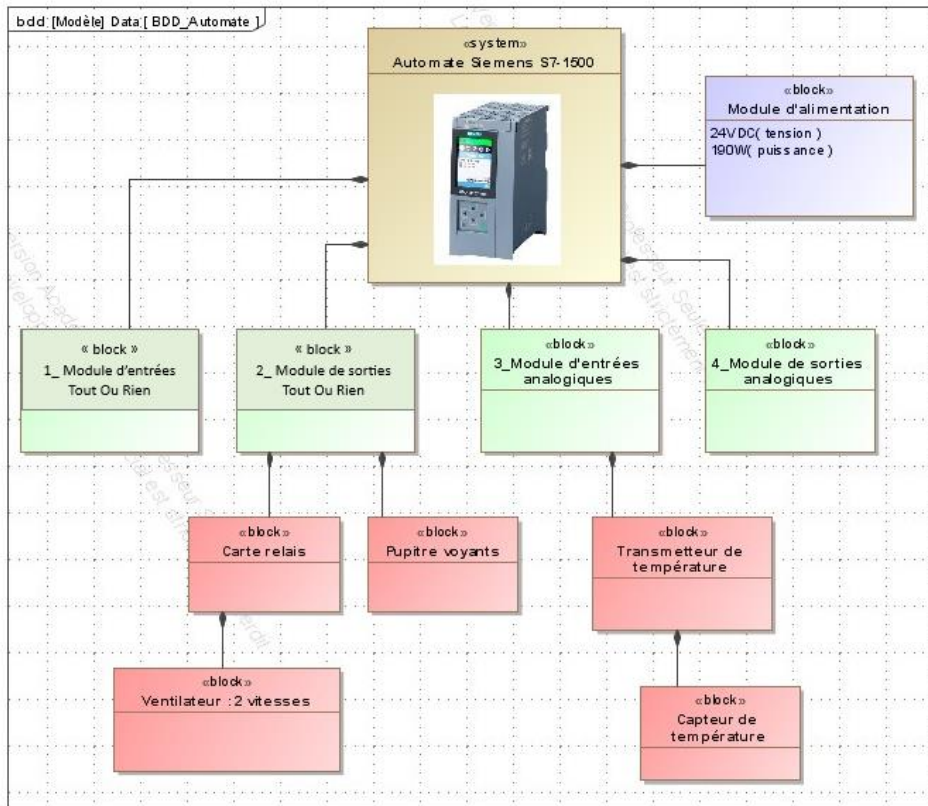 bdd [Modèle] Data [ BDD_Automate ]
«system»
Automate Siemens S7-1500
«block»
Module d'alimentation
24VDC( tension )
190W( puissance )
« block »
1_ Module d'entrées
Tout Ou Rien
« block »
2_ Module de sorties
Tout Ou Rien
«block»
3_Module d'entrées
analogiques
«block»
4_Module de sorties
analogiques
«block»
Carte relais
«block»
Pupitre voyants
«block»
Transmetteur de
température
«block»
Ventilateur : 2 vitesses
«block»
Capteur de
température